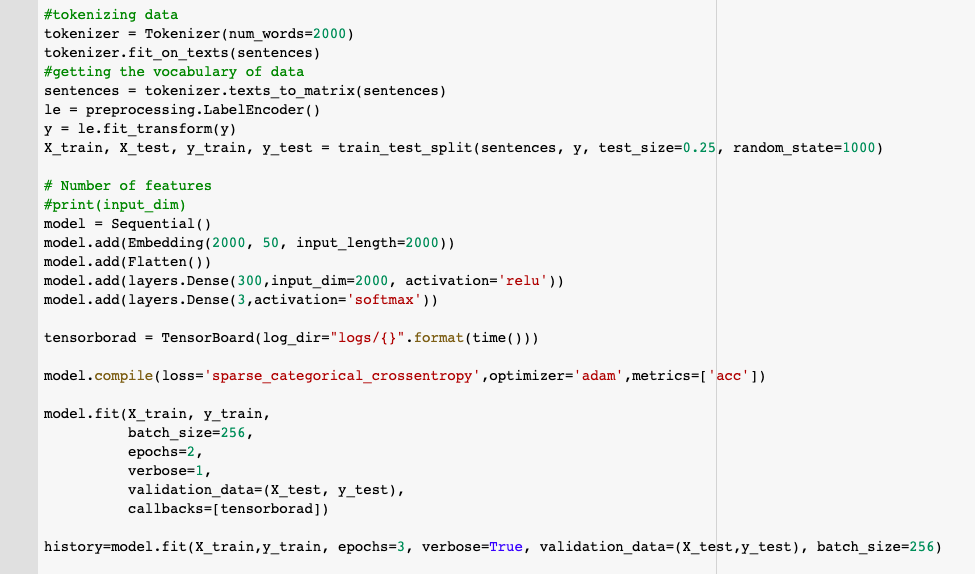 #tokenizing data
tokenizer = Tokenizer(num_words=2000)
tokenizer.fit_on_texts(sentences)
#getting the vocabulary of data
sentences = tokenizer.texts_to_matrix(sentences)
le = preprocessing.LabelEncoder()
y = le.fit_transform(y)
X_train, X_test, y_train, y_test = train_test_split(sentences, y, test_size=0.25, random_state=1000)
# Number of features
#print(input_dim)
model = Sequential()
model.add(Embedding(2000, 50, input_length=2000))
model.add(Flatten())
model.add(layers.Dense(300,input_dim=2000, activation='relu'))
model.add(layers.Dense(3,activation='softmax'))
tensorborad = TensorBoard(log_dir="logs/{}".format(time()))
model.compile(loss='sparse_categorical_crossentropy',optimizer='adam',metrics=['acc'])
model.fit(X_train, y_train,
          batch_size=256,
          epochs=2,
          verbose=1,
          validation_data=(X_test, y_test),
          callbacks=[tensorborad])
history=model.fit(X_train,y_train, epochs=3, verbose=True, validation_data=(X_test,y_test), batch_size=256)